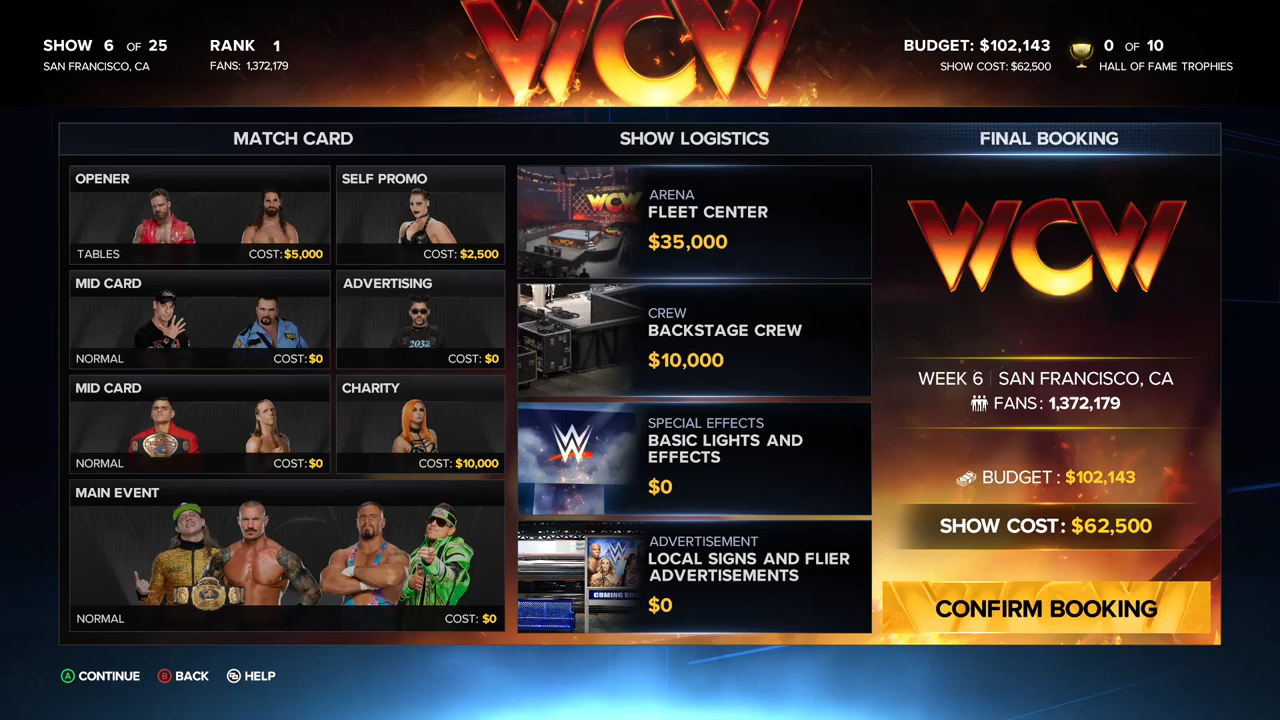 SHOW 6 OF 25
SAN FRANCISCO, CA
RANK 1
FANS: 1,372,179
WCW
BUDGET: $102,143
SHOW COST: $62,500
0 OF 10
HALL OF FAME TROPHIES
MATCH CARD
SHOW LOGISTICS
FINAL BOOKING
OPENER
TABLES
COST: $5,000
SELF PROMO
COST: $2,500
MID CARD
NORMAL
COST: $0
ADVERTISING
2032
COST: $0
MID CARD
NORMAL
COST: $0
CHARITY
COST: $10,000
MAIN EVENT
NORMAL
COST: $0
WCW
ARENA
FLEET CENTER
$35,000
CREW
BACKSTAGE CREW
$10,000
W
SPECIAL EFFECTS
BASIC LIGHTS AND
EFFECTS
$0
COMING
ADVERTISEMENT
LOCAL SIGNS AND FLIER
ADVERTISEMENTS
$0
WCW
WEEK 6 | SAN FRANCISCO, CA
FANS: 1,372,179
BUDGET : $102,143
SHOW COST: $62,500
CONFIRM BOOKING
A CONTINUE
B BACK
HELP